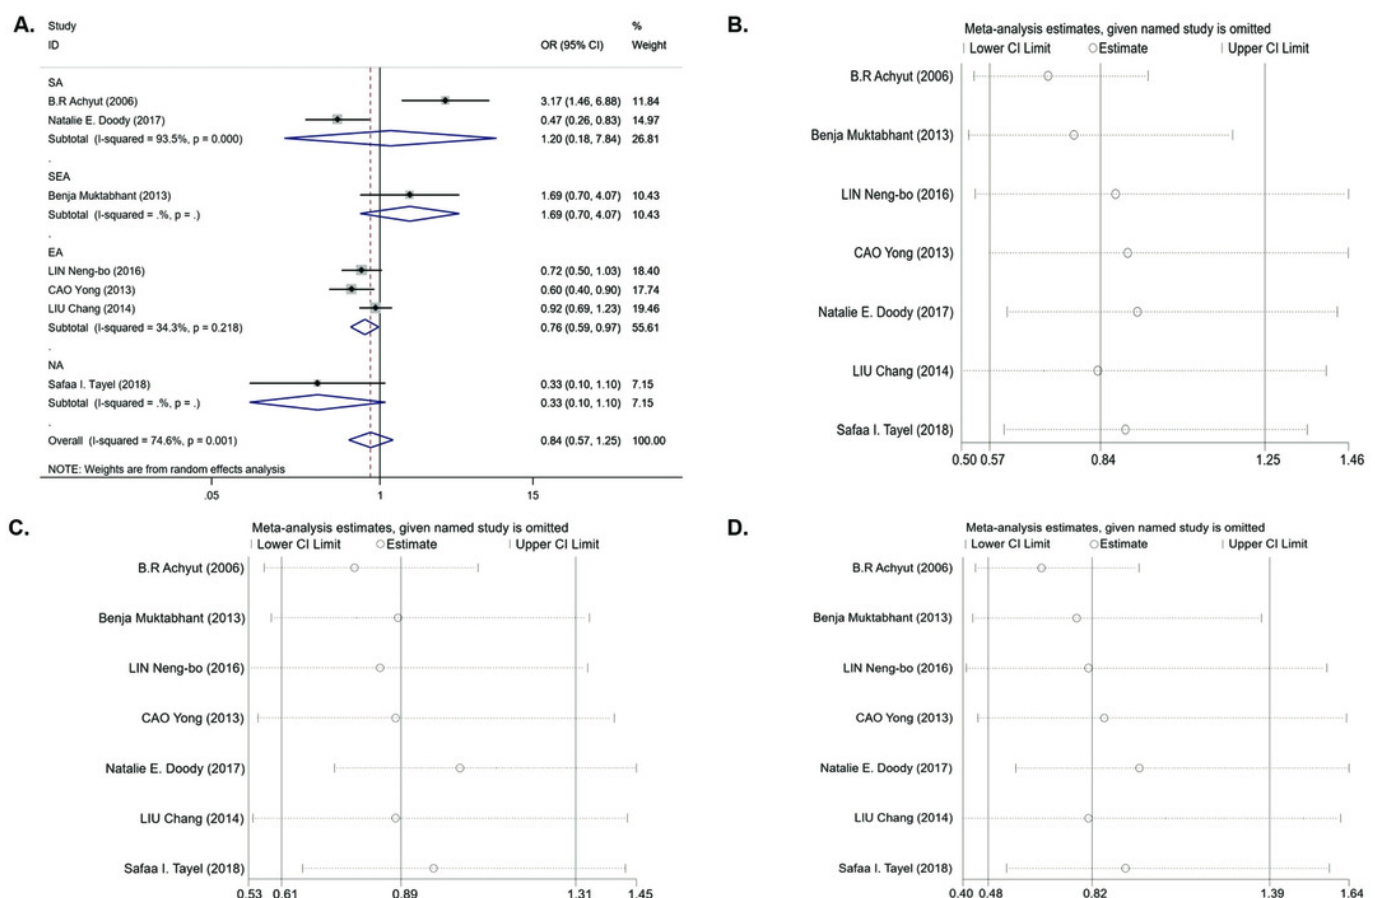 A.
Study
%
ID
OR (95% CI)
Weight
SA
B.R Achyut (2006) 3.17 (1.46, 6.88) 11.84
Natalie E. Doody (2017) 0.47 (0.26, 0.83) 14.97
Subtotal (I-squared = 93.5%, p = 0.000) 1.20 (0.18, 7.84) 26.81
.
SEA
Benja Muktabhant (2013) 1.69 (0.70, 4.07) 10.43
Subtotal (I-squared = .%, p = .) 1.69 (0.70, 4.07) 10.43
.
EA
LIN Neng-bo (2016) 0.72 (0.50, 1.03) 18.40
CAO Yong (2013) 0.60 (0.40, 0.90) 17.74
LIU Chang (2014) 0.92 (0.69, 1.23) 19.46
Subtotal (I-squared = 34.3%, p = 0.218) 0.76 (0.59, 0.97) 55.61
.
NA
Safaa I. Tayel (2018) 0.33 (0.10, 1.10) 7.15
Subtotal (I-squared = .%, p = .) 0.33 (0.10, 1.10) 7.15
.
Overall (I-squared = 74.6%, p = 0.001) 0.84 (0.57, 1.25) 100.00
NOTE: Weights are from random effects analysis
.05 1 15
B.
Meta-analysis estimates, given named study is omitted
Lower CI Limit Estimate Upper CI Limit
B.R Achyut (2006)
Benja Muktabhant (2013)
LIN Neng-bo (2016)
CAO Yong (2013)
Natalie E. Doody (2017)
LIU Chang (2014)
Safaa I. Tayel (2018)
0.50 0.57 0.84 1.25 1.46
C.
Meta-analysis estimates, given named study is omitted
Lower CI Limit Estimate Upper CI Limit
B.R Achyut (2006)
Benja Muktabhant (2013)
LIN Neng-bo (2016)
CAO Yong (2013)
Natalie E. Doody (2017)
LIU Chang (2014)
Safaa I. Tayel (2018)
0.53 0.61 0.89 1.31 1.45
D.
Meta-analysis estimates, given named study is omitted
Lower CI Limit Estimate Upper CI Limit
B.R Achyut (2006)
Benja Muktabhant (2013)
LIN Neng-bo (2016)
CAO Yong (2013)
Natalie E. Doody (2017)
LIU Chang (2014)
Safaa I. Tayel (2018)
0.40 0.48 0.82 1.39 1.64